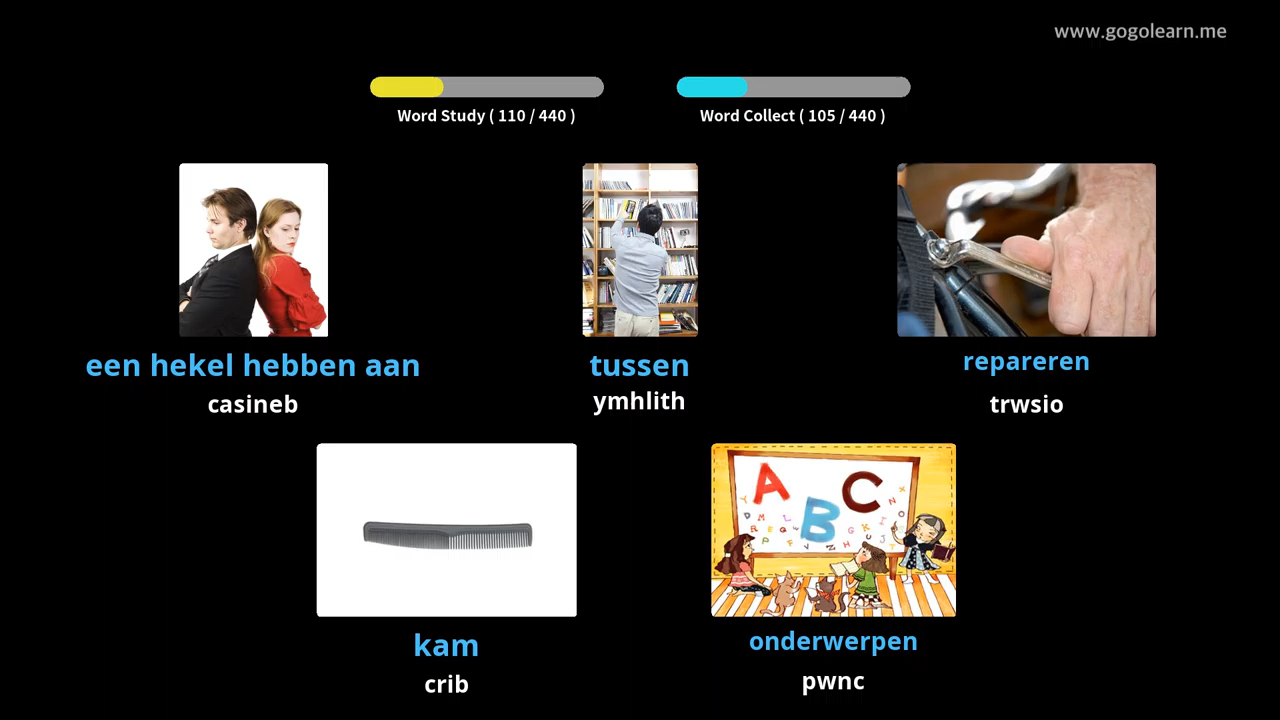 www.gogolearn.me
Word Study ( 110 / 440 )
Word Collect ( 105 / 440 )
een hekel hebben aan
casineb
tussen
ymhlith
repareren
trwsio
kam
crib
A B C
onderwerpen
pwnc